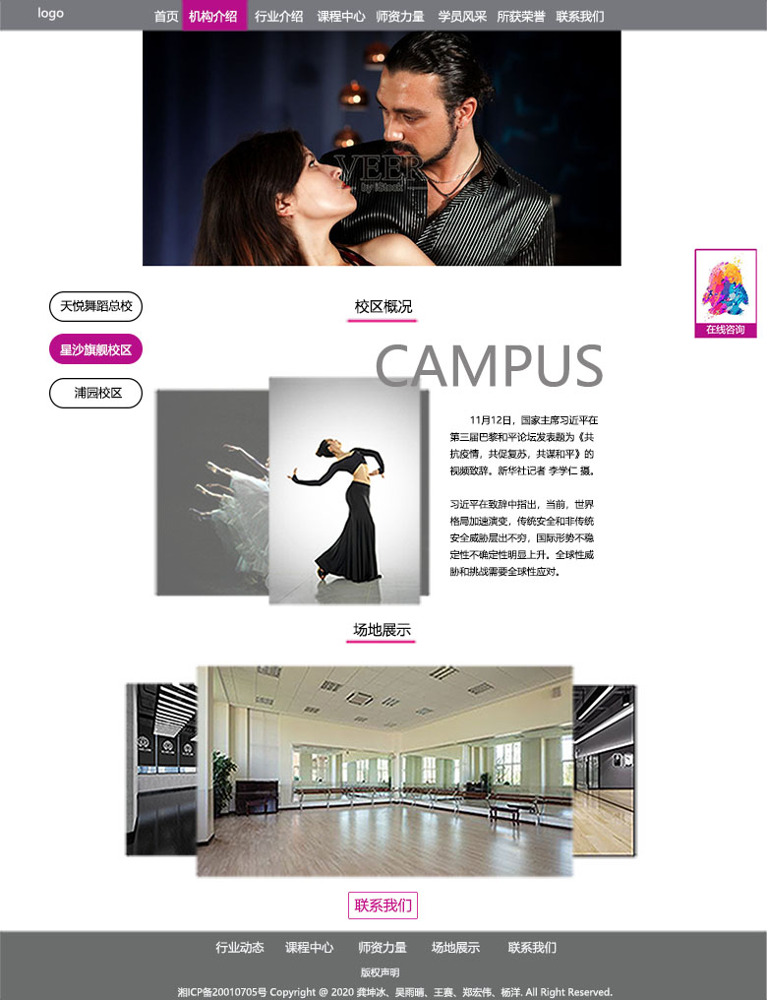 logo 首页 机构介绍 行业介绍 课程中心 师资力量 学员风采 所获荣誉 联系我们
VEER
by iStock
在线咨询
天悦舞蹈总校
星沙旗舰校区
浦园校区
校区概况
CAMPUS
11月12日，国家主席习近平在
第三届巴黎和平论坛发表题为《共
抗疫情，共促复苏，共谋和平》的
视频致辞。新华社记者 李学仁 摄。
习近平在致辞中指出，当前，世界
格局加速演变，传统安全和非传统
安全威胁层出不穷，国际形势不稳
定性不确定性明显上升。全球性威
胁和挑战需要全球性应对。
场地展示
联系我们
行业动态 课程中心 师资力量 场地展示 联系我们
版权声明
湘ICP备20010705号 Copyright @ 2020 龚坤冰、吴雨晴、王赛、郑宏伟、杨洋. All Right Reserved.